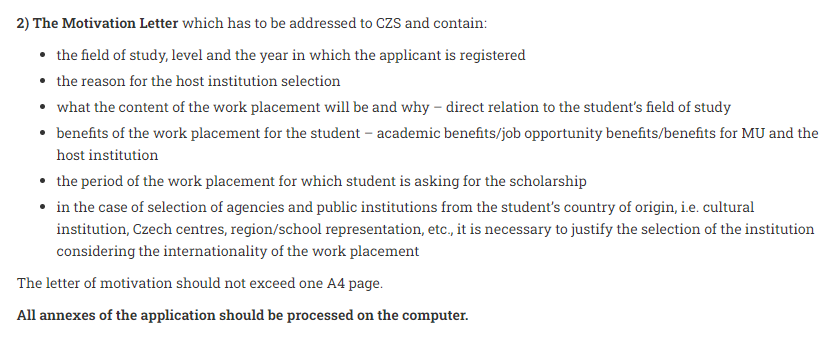 2) The Motivation Letter which has to be addressed to CZS and contain:
• the field of study, level and the year in which the applicant is registered
• the reason for the host institution selection
• what the content of the work placement will be and why – direct relation to the student's field of study
• benefits of the work placement for the student – academic benefits/job opportunity benefits/benefits for MU and the
host institution
• the period of the work placement for which student is asking for the scholarship
• in the case of selection of agencies and public institutions from the student's country of origin, i.e. cultural
institution, Czech centres, region/school representation, etc., it is necessary to justify the selection of the institution
considering the internationality of the work placement
The letter of motivation should not exceed one A4 page.
All annexes of the application should be processed on the computer.